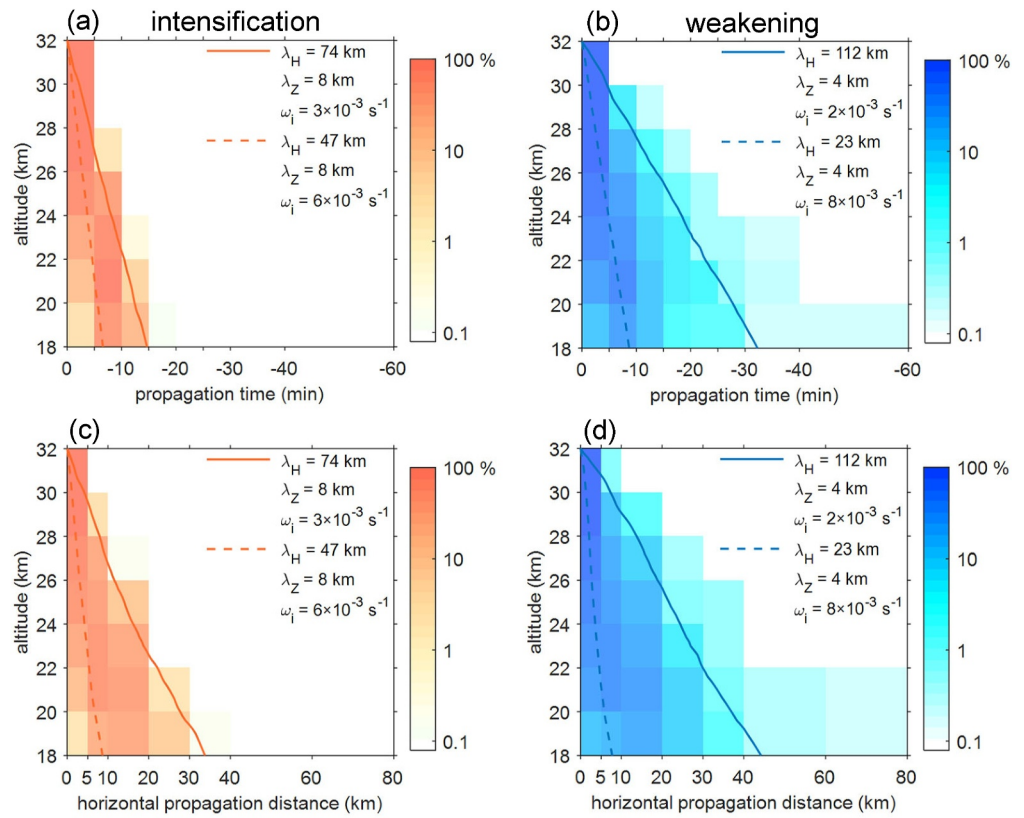 (a) intensification
32
30
28
26
24
22
20
18
altitude (km)
λH = 74 km
λZ = 8 km
ωi = 3×10-3 s-1
λH = 47 km
λZ = 8 km
ωi = 6×10-3 s-1
100 %
10
1
0.1
0 -10 -20 -30 -40 -60
propagation time (min)
(b) weakening
32
30
28
26
24
22
20
18
altitude (km)
λH = 112 km
λZ = 4 km
ωi = 2×10-3 s-1
λH = 23 km
λZ = 4 km
ωi = 8×10-3 s-1
100 %
10
1
0.1
0 -10 -20 -30 -40 -60
propagation time (min)
(c)
32
30
28
26
24
22
20
18
altitude (km)
λH = 74 km
λZ = 8 km
ωi = 3×10-3 s-1
λH = 47 km
λZ = 8 km
ωi = 6×10-3 s-1
100 %
10
1
0.1
0 5 10 20 30 40 60 80
horizontal propagation distance (km)
(d)
32
30
28
26
24
22
20
18
altitude (km)
λH = 112 km
λZ = 4 km
ωi = 2×10-3 s-1
λH = 23 km
λZ = 4 km
ωi = 8×10-3 s-1
100 %
10
1
0.1
0 5 10 20 30 40 60 80
horizontal propagation distance (km)